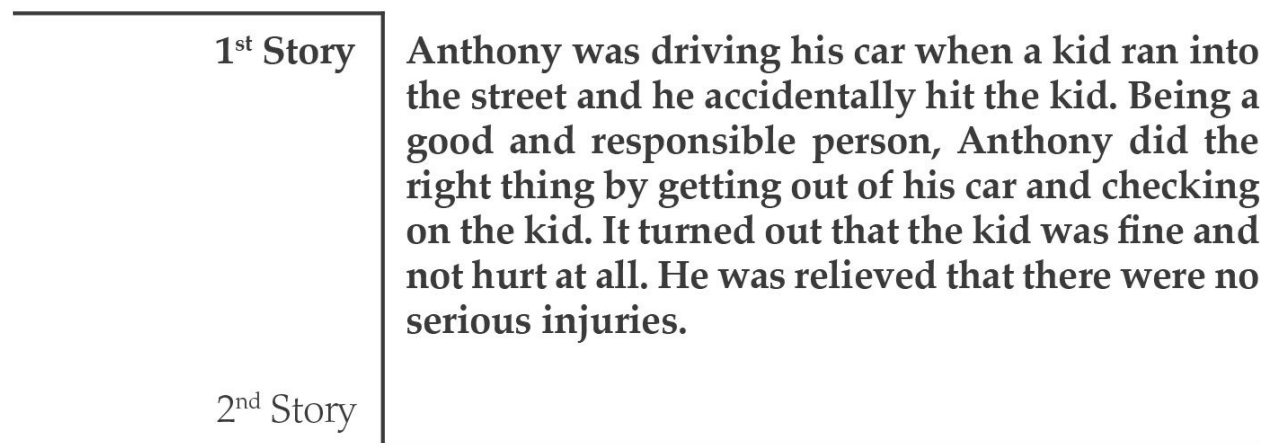 1st Story
Anthony was driving his car when a kid ran into
the street and he accidentally hit the kid. Being a
good and responsible person, Anthony did the
right thing by getting out of his car and checking
on the kid. It turned out that the kid was fine and
not hurt at all. He was relieved that there were no
serious injuries.
2nd Story